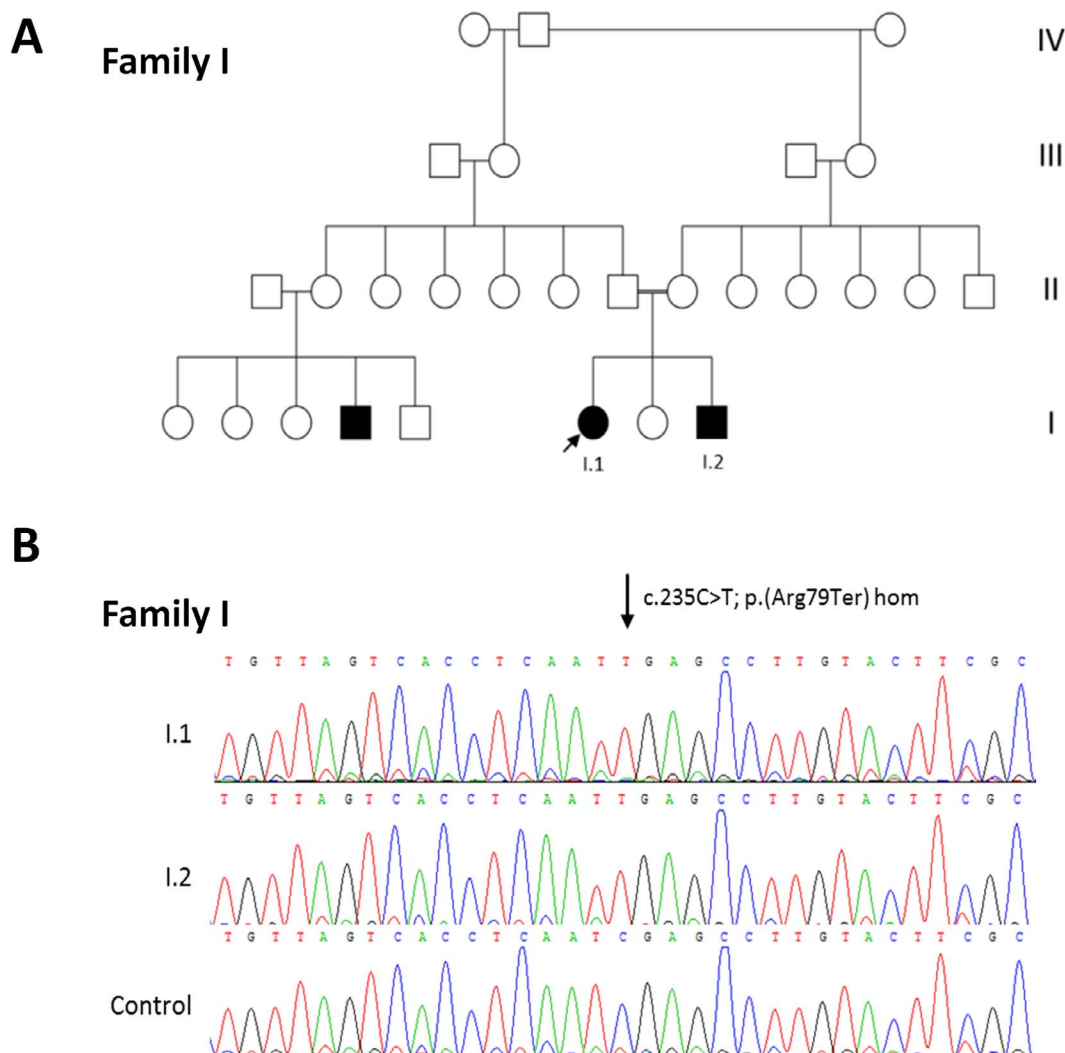 A
Family I
IV
III
II
I
I.1
I.2
B
Family I
c.235C>T; p.(Arg79Ter) hom
T G T T A G T C A C C T C A A T T G A G C C T T G T A C T T C G C
I.1
T G T T A G T C A C C T C A A T T G A G C C T T G T A C T T C G C
I.2
T G T T A G T C A C C T C A A T C G A G C C T T G T A C T T C G C
Control